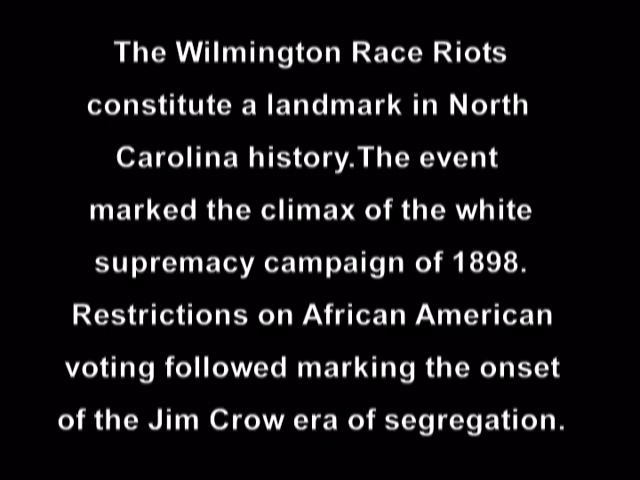 The Wilmington Race Riots
constitute a landmark in North
Carolina history.The event
marked the climax of the white
supremacy campaign of 1898.
Restrictions on African American
voting followed marking the onset
of the Jim Crow era of segregation.